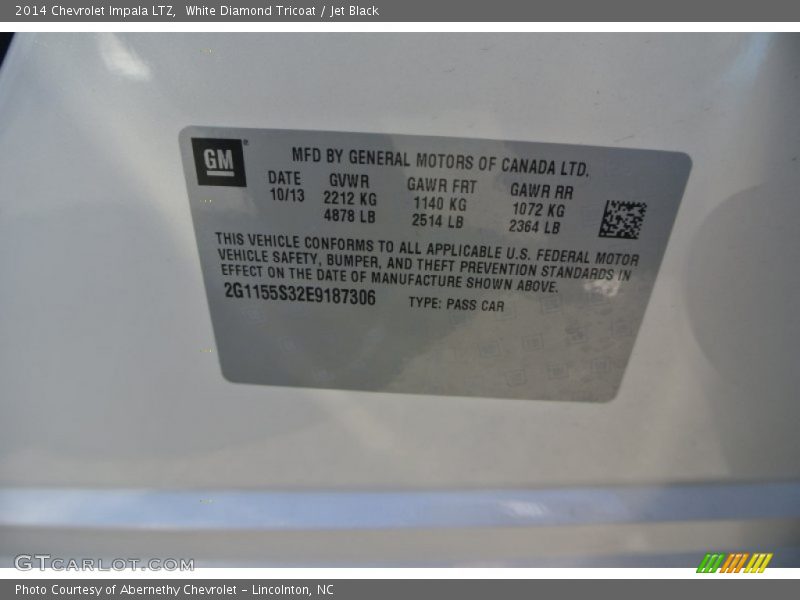 2014 Chevrolet Impala LTZ, White Diamond Tricoat / Jet Black
GM
MFD BY GENERAL MOTORS OF CANADA LTD.
DATE GVWR GAWR FRT GAWR RR
10/13 2212 KG 1140 KG 1072 KG
4878 LB 2514 LB 2364 LB
THIS VEHICLE CONFORMS TO ALL APPLICABLE U.S. FEDERAL MOTOR
VEHICLE SAFETY, BUMPER, AND THEFT PREVENTION STANDARDS IN
EFFECT ON THE DATE OF MANUFACTURE SHOWN ABOVE.
2G1155S32E9187306 TYPE: PASS CAR
GTCARLOT.COM
Photo Courtesy of Abernethy Chevrolet – Lincolnton, NC